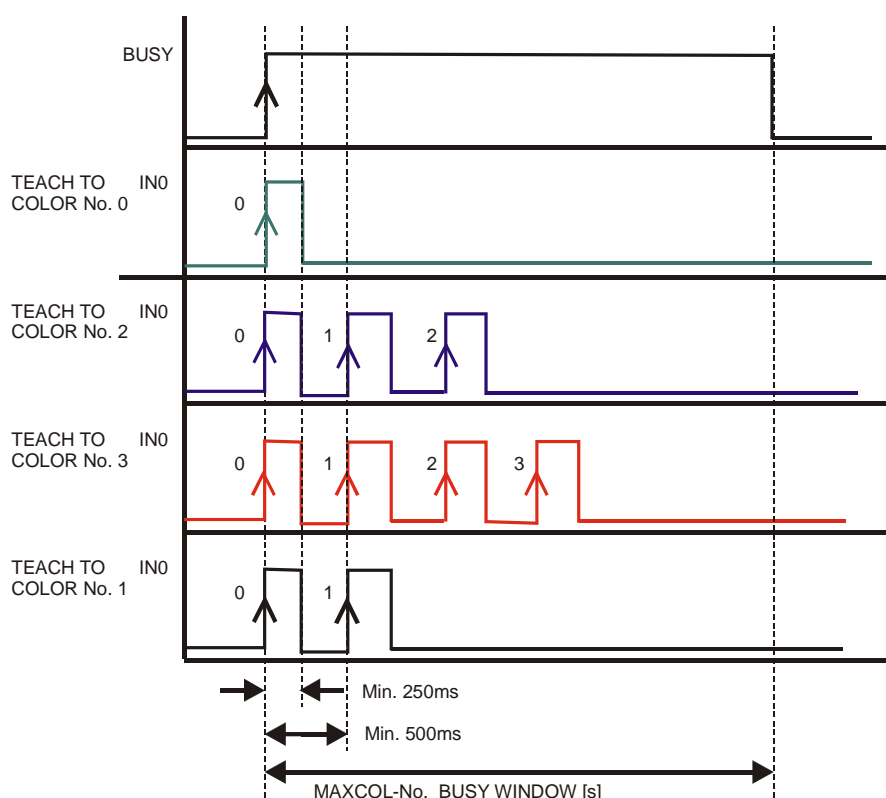 BUSY
TEACH TO IN0
COLOR No. 0 0
TEACH TO IN0
COLOR No. 2 0 1 2
TEACH TO IN0
COLOR No. 3 0 1 2 3
TEACH TO IN0
COLOR No. 1 0 1
Min. 250ms
Min. 500ms
MAXCOL-No. BUSY WINDOW [s]